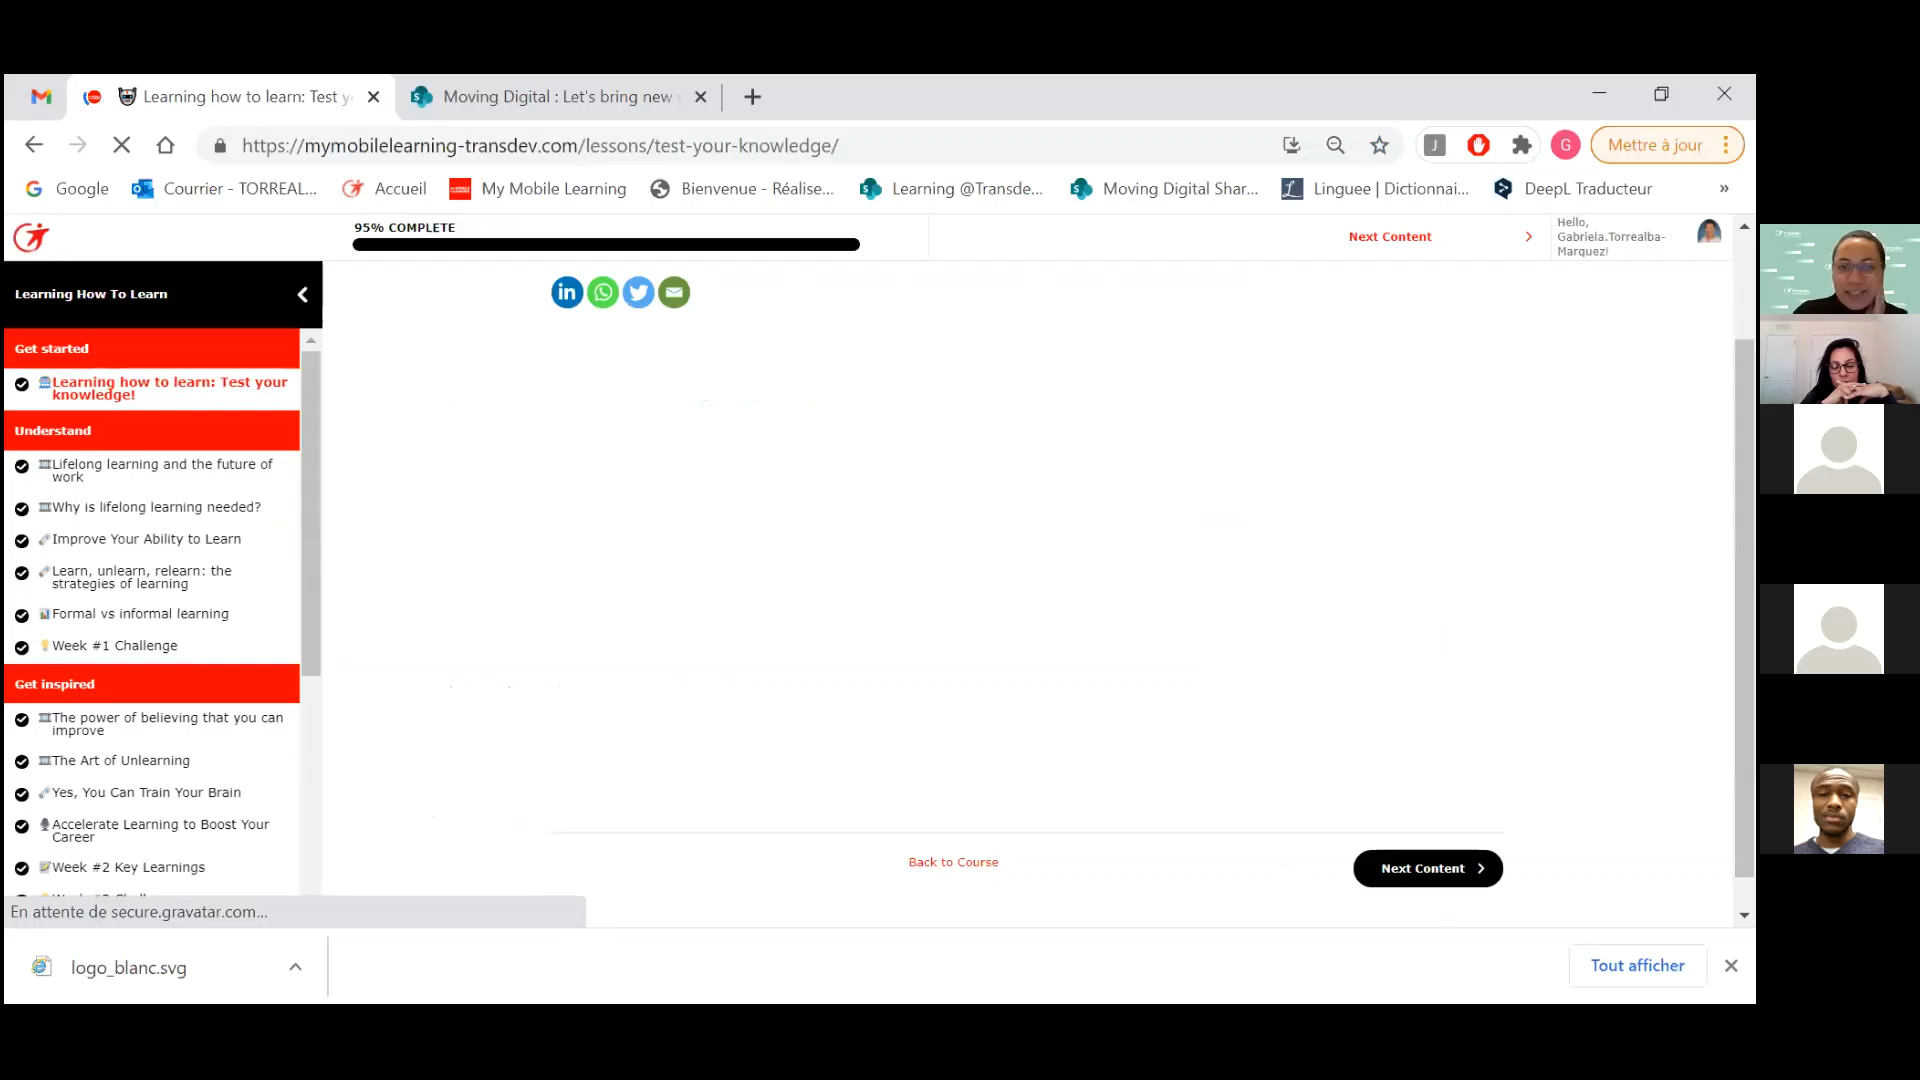 Learning how to learn: Test y
Moving Digital : Let's bring new
https://mymobilelearning-transdev.com/lessons/test-your-knowledge/
J
G
Mettre à jour
Google
Courrier - TORREAL...
Accueil
My Mobile Learning
Bienvenue - Réalise...
Learning @Transde...
Moving Digital Shar...
Linguee | Dictionnai...
DeepL Traducteur
»
95% COMPLETE
Next Content
Hello,
Gabriela.Torrealba-
Marquez!
Learning How To Learn
in
Get started
Learning how to learn: Test your
knowledge!
Understand
Lifelong learning and the future of
work
Why is lifelong learning needed?
Improve Your Ability to Learn
Learn, unlearn, relearn: the
strategies of learning
Formal vs informal learning
Week #1 Challenge
Get inspired
The power of believing that you can
improve
The Art of Unlearning
Yes, You Can Train Your Brain
Accelerate Learning to Boost Your
Career
Week #2 Key Learnings
Back to Course
Next Content
En attente de secure.gravatar.com...
logo_blanc.svg
Tout afficher